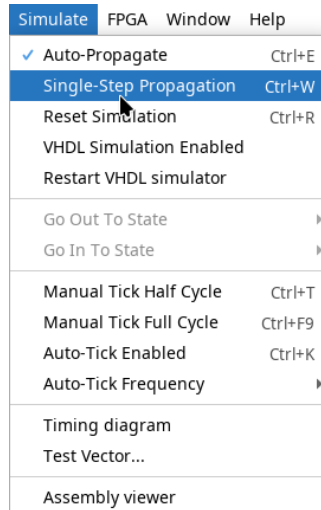 Simulate FPGA Window Help
✓ Auto-Propagate Ctrl+E
Single-Step Propagation Ctrl+W
Reset Simulation Ctrl+R
VHDL Simulation Enabled
Restart VHDL simulator
Go Out To State
Go In To State
Manual Tick Half Cycle Ctrl+T
Manual Tick Full Cycle Ctrl+F9
Auto-Tick Enabled Ctrl+K
Auto-Tick Frequency
Timing diagram
Test Vector...
Assembly viewer